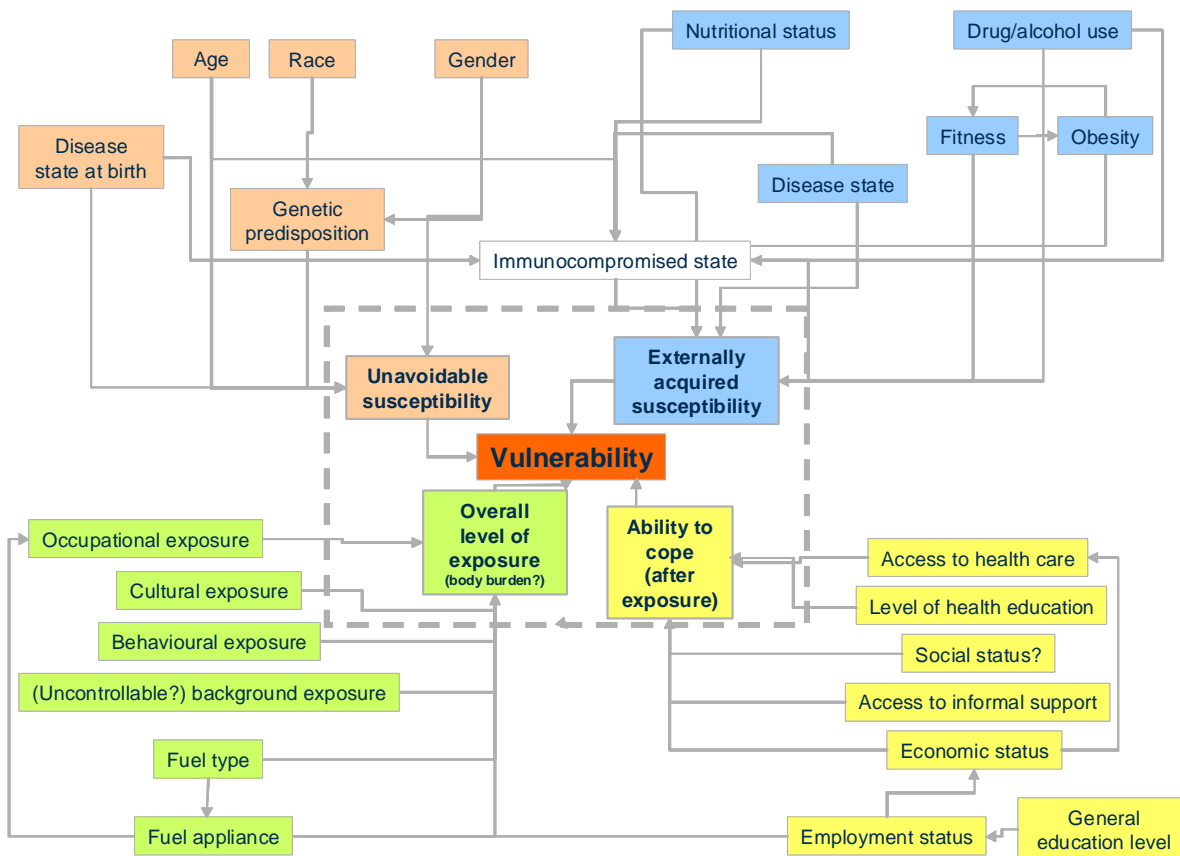 Nutritional status
Drug/alcohol use
Age
Race
Gender
Fitness
Obesity
Disease
state at birth
Disease state
Genetic
predisposition
Immunocompromised state
Unavoidable
susceptibility
Externally
acquired
susceptibility
Vulnerability
Overall
level of
exposure
(body burden?)
Ability to
cope
(after
exposure)
Occupational exposure
Access to health care
Cultural exposure
Level of health education
Behavioural exposure
Social status?
(Uncontrollable?) background exposure
Access to informal support
Economic status
Fuel type
Fuel appliance
Employment status
General
education level